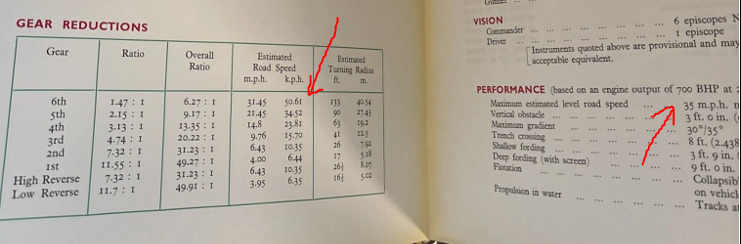 GEAR REDUCTIONS
Gear Ratio Overall Ratio Estimated Road Speed m.p.h. k.p.h. Estimated Turning Radius ft. m.
6th 1.47 : 1 6.27 : 1 31.45 50.61 133 40.54
5th 2.15 : 1 9.17 : 1 21.45 34.52 90 27.43
4th 3.13 : 1 13.35 : 1 14.8 23.81 63 19.2
3rd 4.74 : 1 20.22 : 1 9.76 15.70 41 12.5
2nd 7.32 : 1 31.23 : 1 6.43 10.35 26 7.92
1st 11.55 : 1 49.27 : 1 4.00 6.44 17 5.18
High Reverse 7.32 : 1 31.23 : 1 6.43 10.35 26½ 8.07
Low Reverse 11.7 : 1 49.91 : 1 3.95 6.35 16½ 5.02
VISION
Commander ... ... ... ... ... 6 episcopes N
Driver ... ... ... ... ... 1 episcope
[Instruments quoted above are provisional and may
acceptable equivalent.
PERFORMANCE (based on an engine output of 700 BHP at
Maximum estimated level road speed ... ... 35 m.p.h.
Vertical obstacle ... ... ... ... 3 ft. 0 in.
Maximum gradient ... ... ... ... 30°/35°
Trench crossing ... ... ... ... 8 ft. (2.438
Shallow fording ... ... ... ... 3 ft. 9 in.
Deep fording (with screen) ... ... ... 9 ft. 0 in.
Flotation ... ... ... ... ... Collapsib
on vehicl
Propulsion in water ... ... ... ... Tracks a